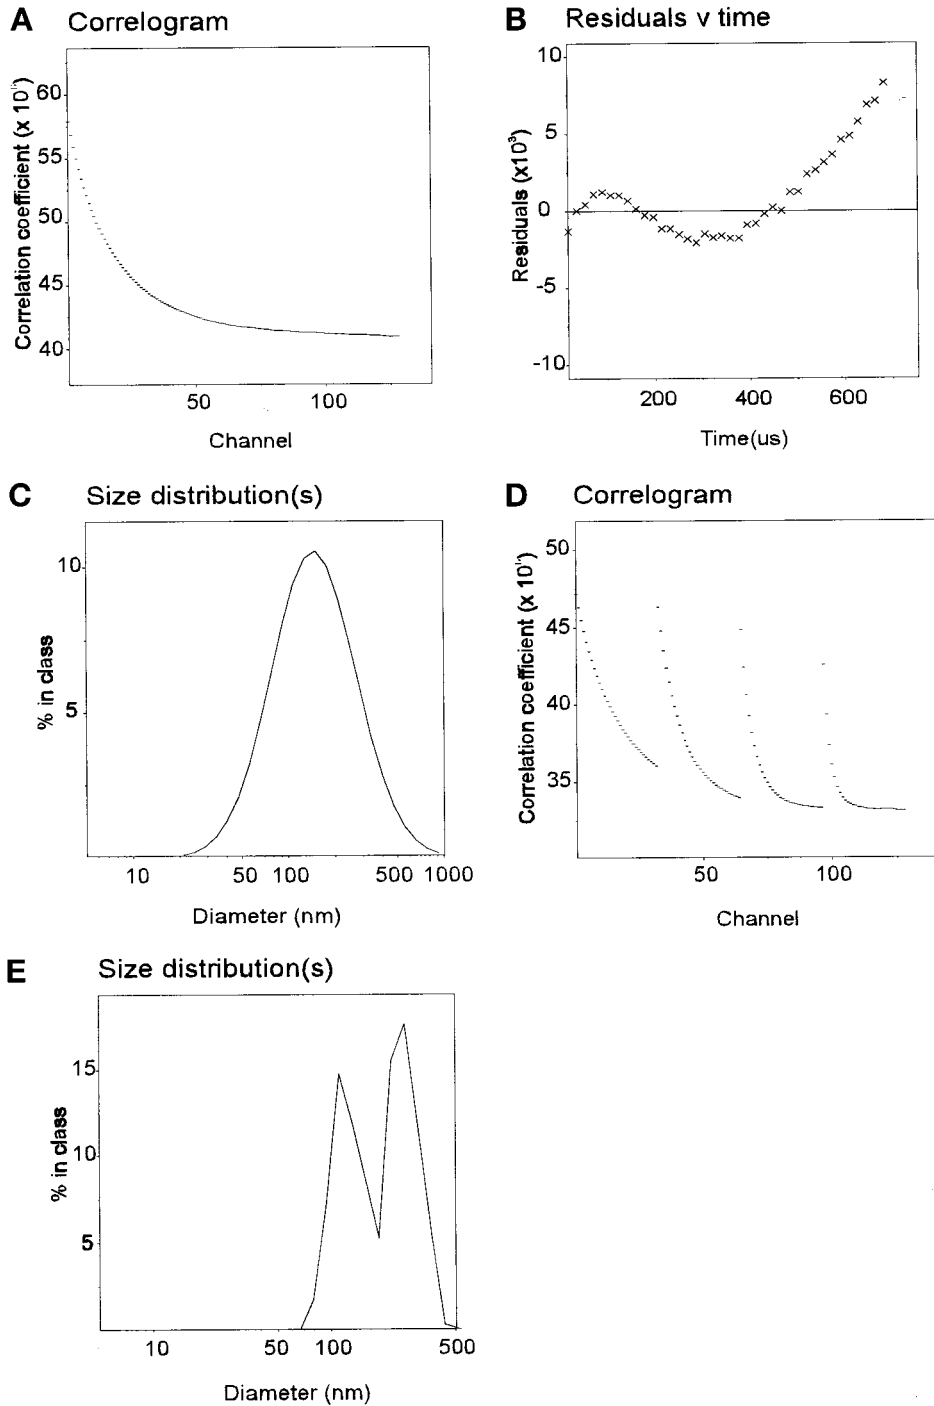 A Correlogram
Correlation coefficient (x 10
60
55
50
45
40
50 100
Channel
B Residuals v time
Residuals (x10³)
10
5
0
-5
-10
200 400 600
Time(us)
C Size distribution(s)
% in class
10
5
10 50 100 500 1000
Diameter (nm)
D Correlogram
Correlation coefficient (x 10
50
45
40
35
50 100
Channel
E Size distribution(s)
% in class
15
10
5
10 50 100 500
Diameter (nm)